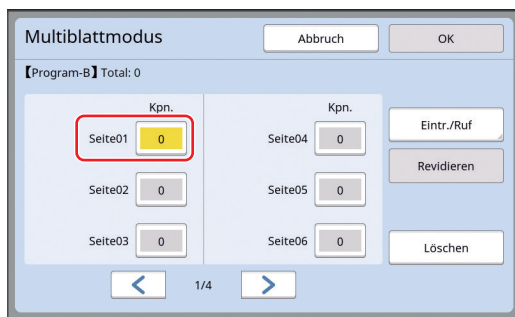 Multiblattmodus
Abbruch
OK
【Program-B】Total: 0
Kpn.
Kpn.
Seite01 0
Seite04 0
Eintr./Ruf
Revidieren
Seite02 0
Seite05 0
Seite03 0
Seite06 0
Löschen
< 1/4 >